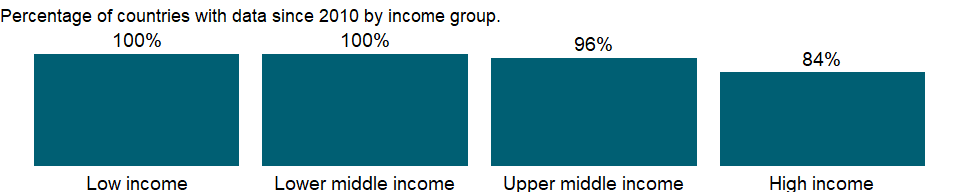 Percentage of countries with data since 2010 by income group.
100% 100% 96% 84%
Low income Lower middle income Upper middle income High income